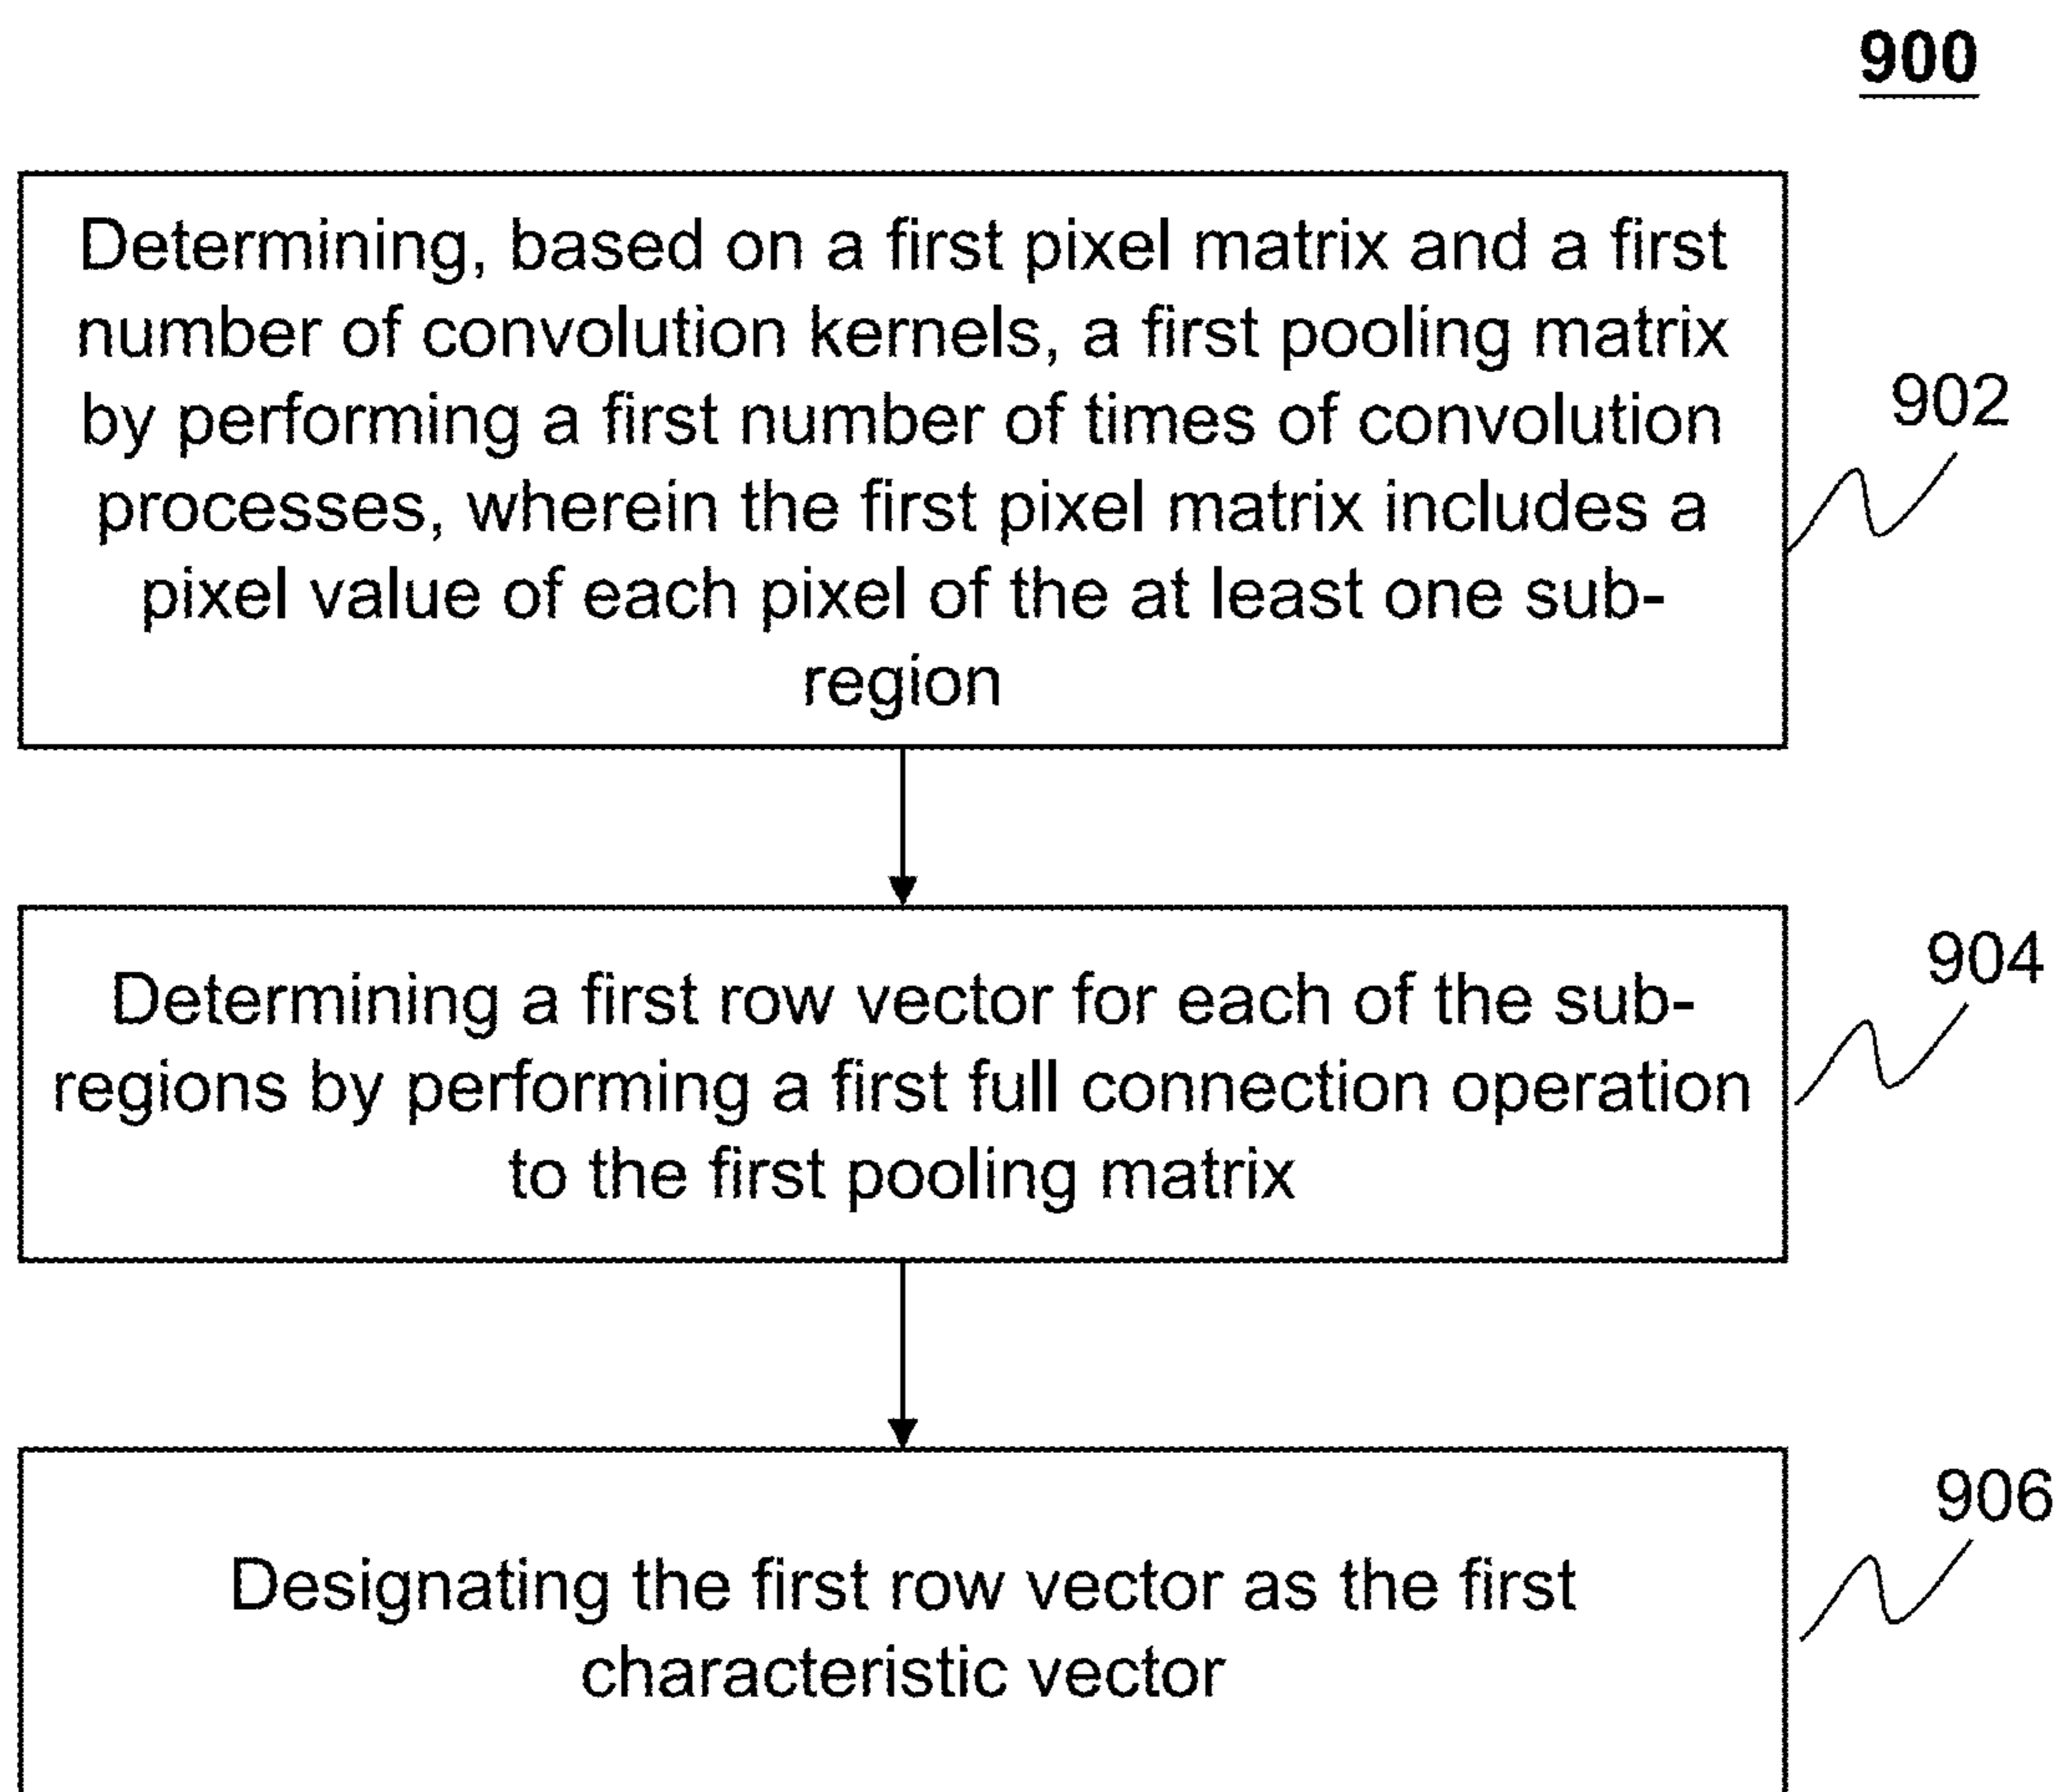 900
Determining, based on a first pixel matrix and a first
number of convolution kernels, a first pooling matrix
by performing a first number of times of convolution
processes, wherein the first pixel matrix includes a
pixel value of each pixel of the at least one sub-
region
902
Determining a first row vector for each of the sub-
regions by performing a first full connection operation
to the first pooling matrix
904
Designating the first row vector as the first
characteristic vector
906